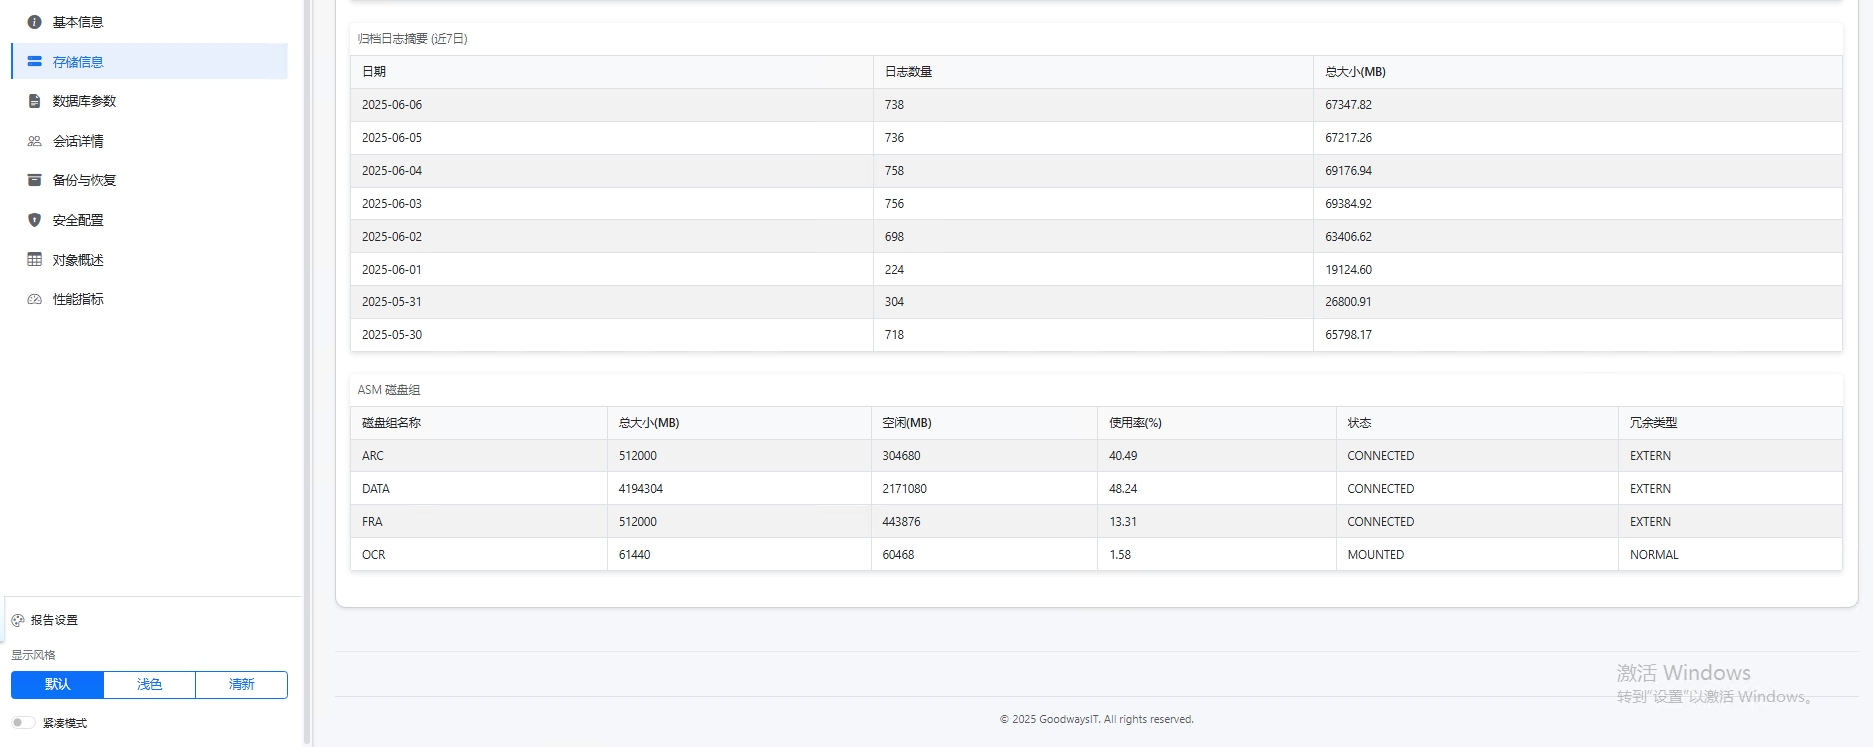 基本信息
存储信息
数据库参数
会话详情
备份与恢复
安全配置
对象概述
性能指标
报告设置
显示风格
默认 浅色 清新
紧凑模式
归档日志摘要 (近7日)
日期 日志数量 总大小(MB)
2025-06-06 738 67347.82
2025-06-05 736 67217.26
2025-06-04 758 69176.94
2025-06-03 756 69384.92
2025-06-02 698 63406.62
2025-06-01 224 19124.60
2025-05-31 304 26800.91
2025-05-30 718 65798.17
ASM 磁盘组
磁盘组名称 总大小(MB) 空闲(MB) 使用率(%) 状态 冗余类型
ARC 512000 304680 40.49 CONNECTED EXTERN
DATA 4194304 2171080 48.24 CONNECTED EXTERN
FRA 512000 443876 13.31 CONNECTED EXTERN
OCR 61440 60468 1.58 MOUNTED NORMAL
激活 Windows
转到“设置”以激活 Windows。
© 2025 GoodwaysIT. All rights reserved.